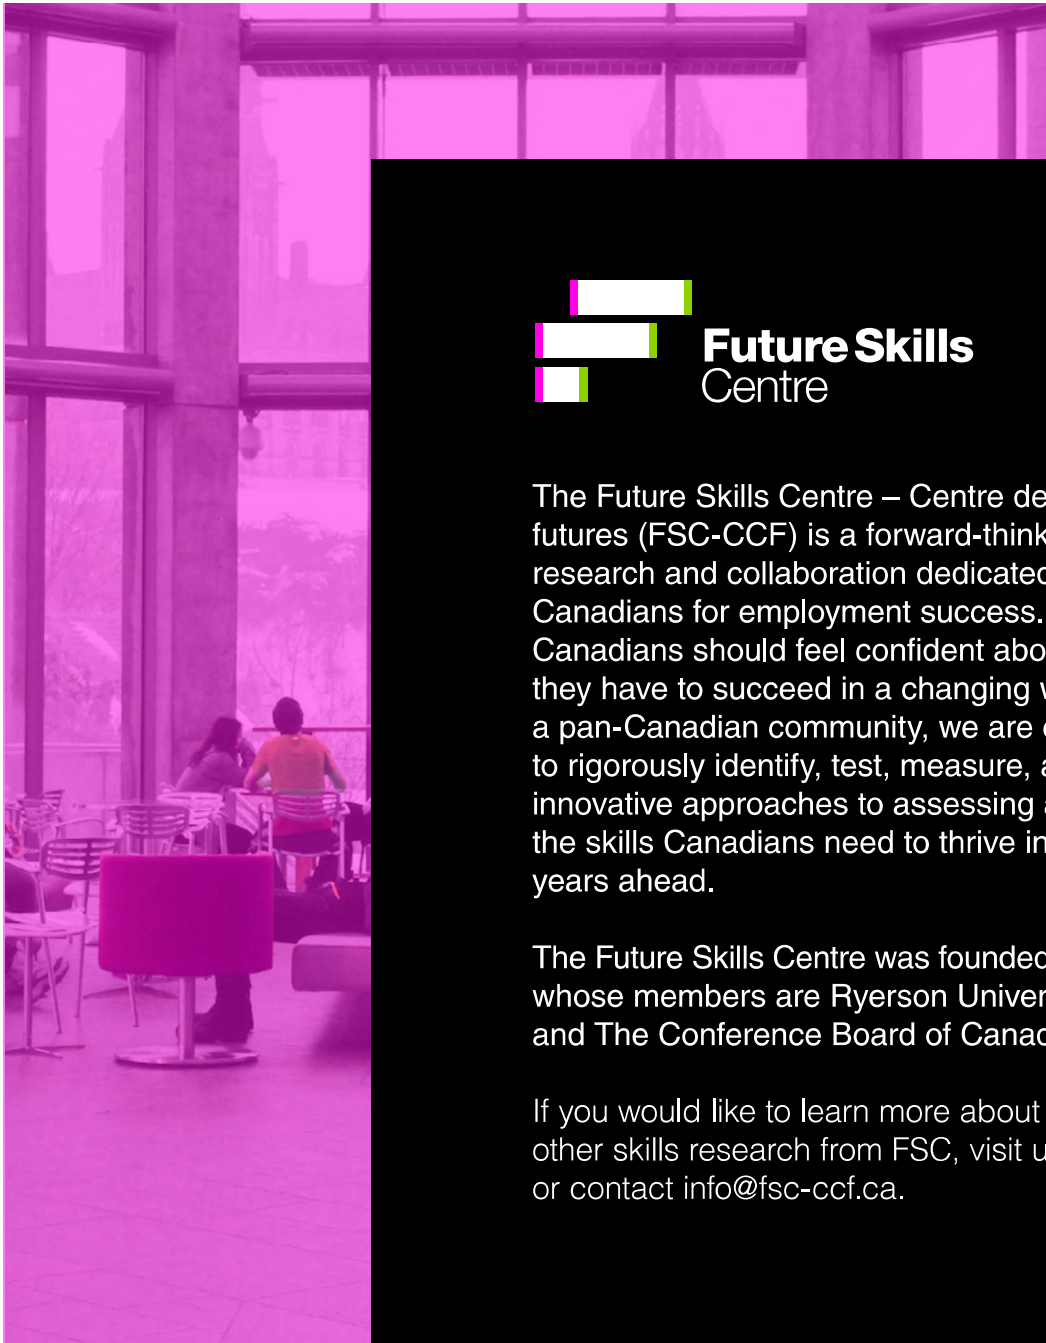 Future Skills
Centre
The Future Skills Centre – Centre de
futures (FSC-CCF) is a forward-think
research and collaboration dedicated
Canadians for employment success.
Canadians should feel confident abo
they have to succeed in a changing
a pan-Canadian community, we are
to rigorously identify, test, measure,
innovative approaches to assessing
the skills Canadians need to thrive in
years ahead.
The Future Skills Centre was founded
whose members are Ryerson Univer
and The Conference Board of Canad
If you would like to learn more about
other skills research from FSC, visit u
or contact info@fsc-ccf.ca.